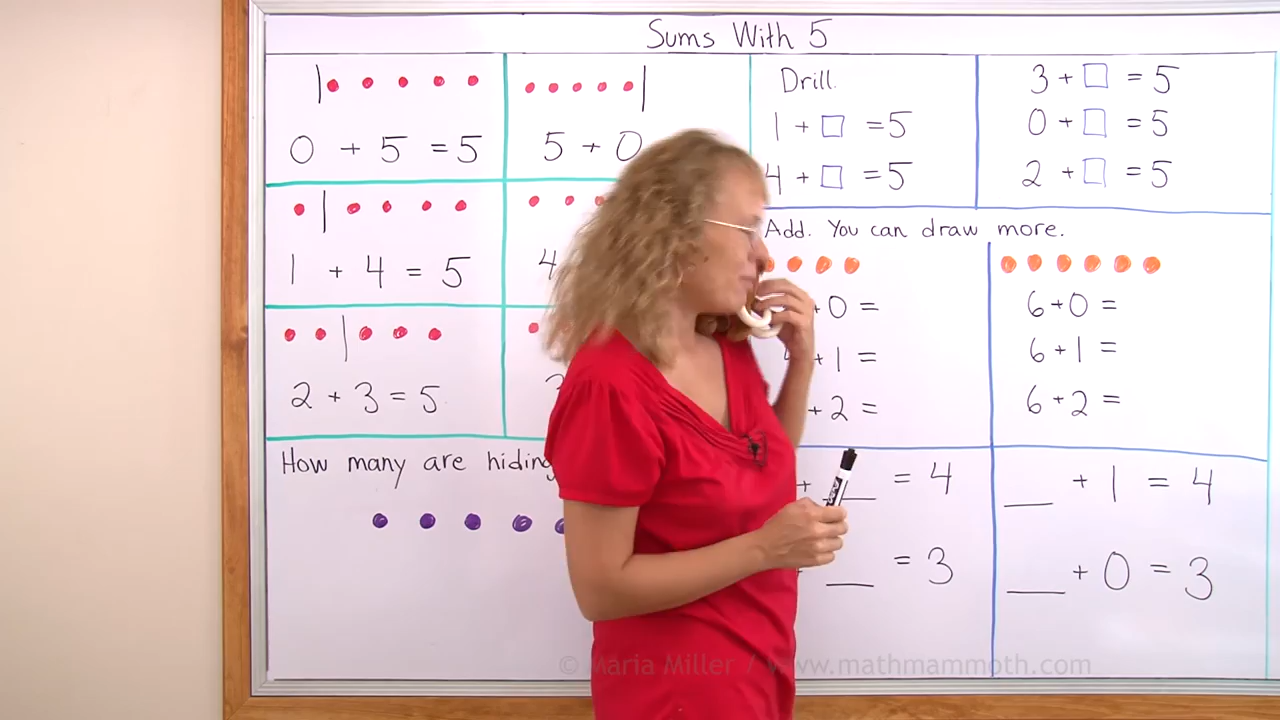 Sums With 5
0 + 5 = 5
5 + 0
1 + 4 = 5
4
2 + 3 = 5
How many are hiding
Drill.
1 + □ = 5
4 + □ = 5
3 + □ = 5
0 + □ = 5
2 + □ = 5
Add. You can draw more.
+0 =
+1 =
+2 =
6+0 =
6+1 =
6+2 =
+ __ = 4
+ __ = 3
__ + 1 = 4
__ + 0 = 3
© Maria Miller / www.mathmammoth.com